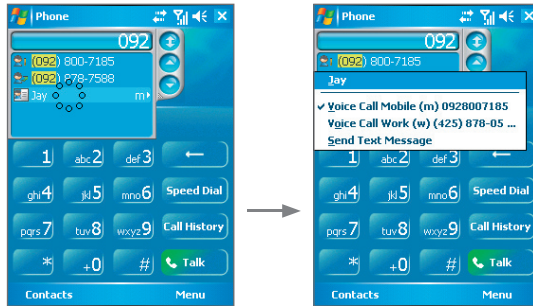 Phone
092
(092) 800-7185
(092) 878-7588
Jay m
1 abc 2 def 3 ←
ghi 4 jkl 5 mno 6 Speed Dial
pqrs 7 tuv 8 wxyz 9 Call History
* +0 # Talk
Contacts Menu
Phone
092
(092) 800-7185
Jay
Voice Call Mobile (m) 0928007185
Voice Call Work (w) (425) 878-05 ...
Send Text Message
1 abc 2 def 3 ←
ghi 4 jkl 5 mno 6 Speed Dial
pqrs 7 tuv 8 wxyz 9 Call History
* +0 # Talk
Contacts Menu